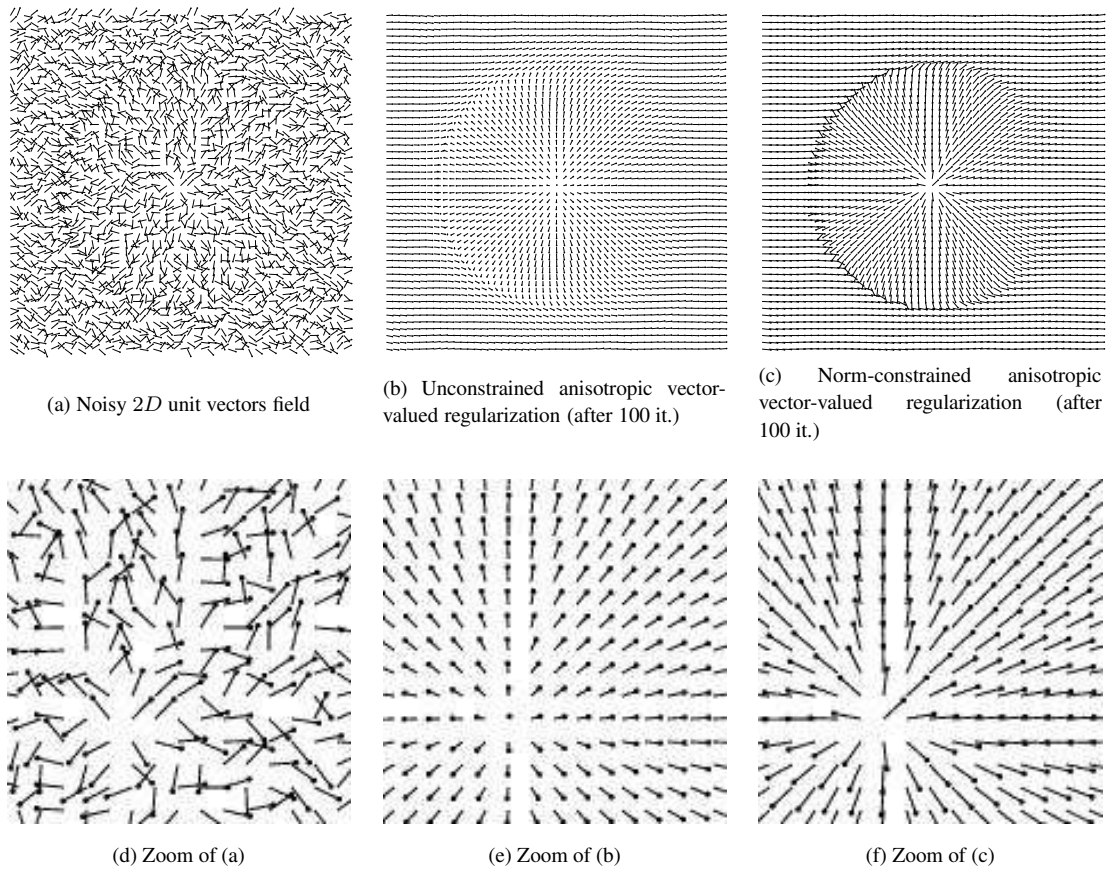 (a) Noisy 2D unit vectors field
(b) Unconstrained anisotropic vector-
valued regularization (after 100 it.)
(c) Norm-constrained anisotropic
vector-valued regularization (after
100 it.)
(d) Zoom of (a)
(e) Zoom of (b)
(f) Zoom of (c)